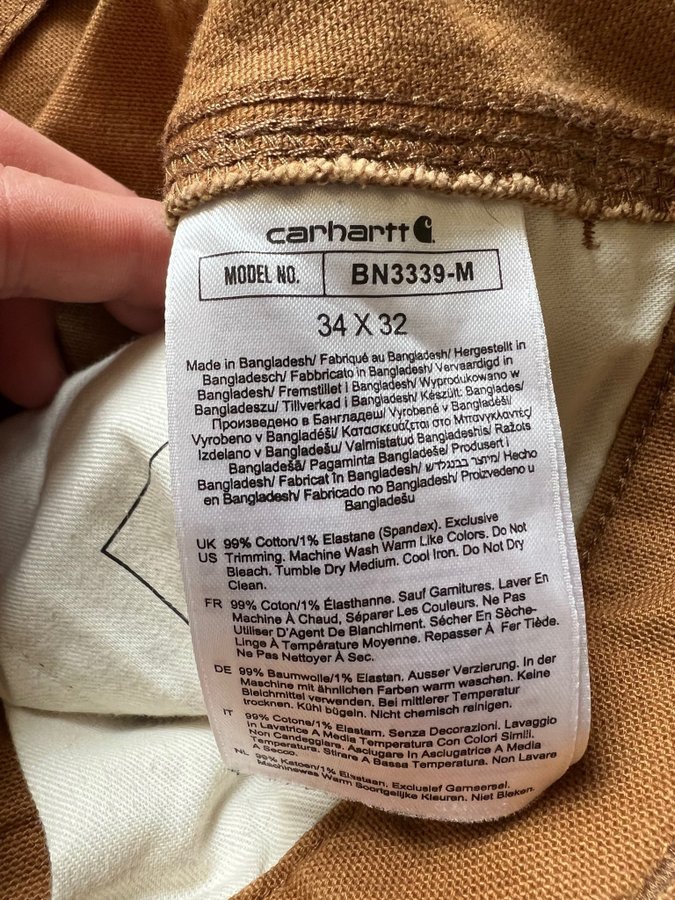 carhartt
MODEL NO. BN3339-M
34 X 32
Made in Bangladesh/ Fabriqué au Bangladesh/ Hergestellt in
Bangladesch/ Fabbricato in Bangladesh/ Vervaardigd in
Bangladesh/ Fremstillet i Bangladesh/ Wyprodukowano w
Bangladeszu/ Tillverkad i Bangladesh/ Készült: Banglades/
Произведено в Бангладеш/ Vyrobené v Bangladéši/
Vyrobeno v Bangladéši/ Κατασκευάζεται στο Μπανγκλαντές/
Izdelano v Bangladešu/ Valmistatud Bangladeshis/ Ražots
Bangladešā/ Pagaminta Bangladeše/ Produsert i
Bangladesh/ Fabricat în Bangladesh/ מיוצר בבנגלדש/ Hecho
en Bangladesh/ Fabricado no Bangladesh/ Proizvedeno u
Bangladešu
UK 99% Cotton/1% Elastane (Spandex). Exclusive
US Trimming. Machine Wash Warm Like Colors. Do Not
Bleach. Tumble Dry Medium. Cool Iron. Do Not Dry
Clean.
FR 99% Coton/1% Élasthanne. Sauf Garnitures. Laver En
Machine À Chaud, Séparer Les Couleurs. Ne Pas
Utiliser D'Agent De Blanchiment. Sécher En Sèche-
Linge À Température Moyenne. Repasser À Fer Tiède.
Ne Pas Nettoyer À Sec.
DE 99% Baumwolle/1% Elastan. Ausser Verzierung. In der
Maschine mit ähnlichen Farben warm waschen. Keine
Bleichmittel verwenden. Bei mittlerer Temperatur
trocknen. Kühl bügeln. Nicht chemisch reinigen.
IT 99% Cotone/1% Elastam. Senza Decorazioni. Lavaggio
in Lavatrice A Media Temperatura Con Colori Simili.
Non Candeggiare. Asciugare in Asciugatrice A Media
Temperatura. Stirare A Bassa Temperatura. Non Lavare
A Secco.
NL 99% Katoen/1% Elastaan. Exclusief Garneersel.
Machinewas Warm Soortgelijke Kleuren. Niet Bleken.